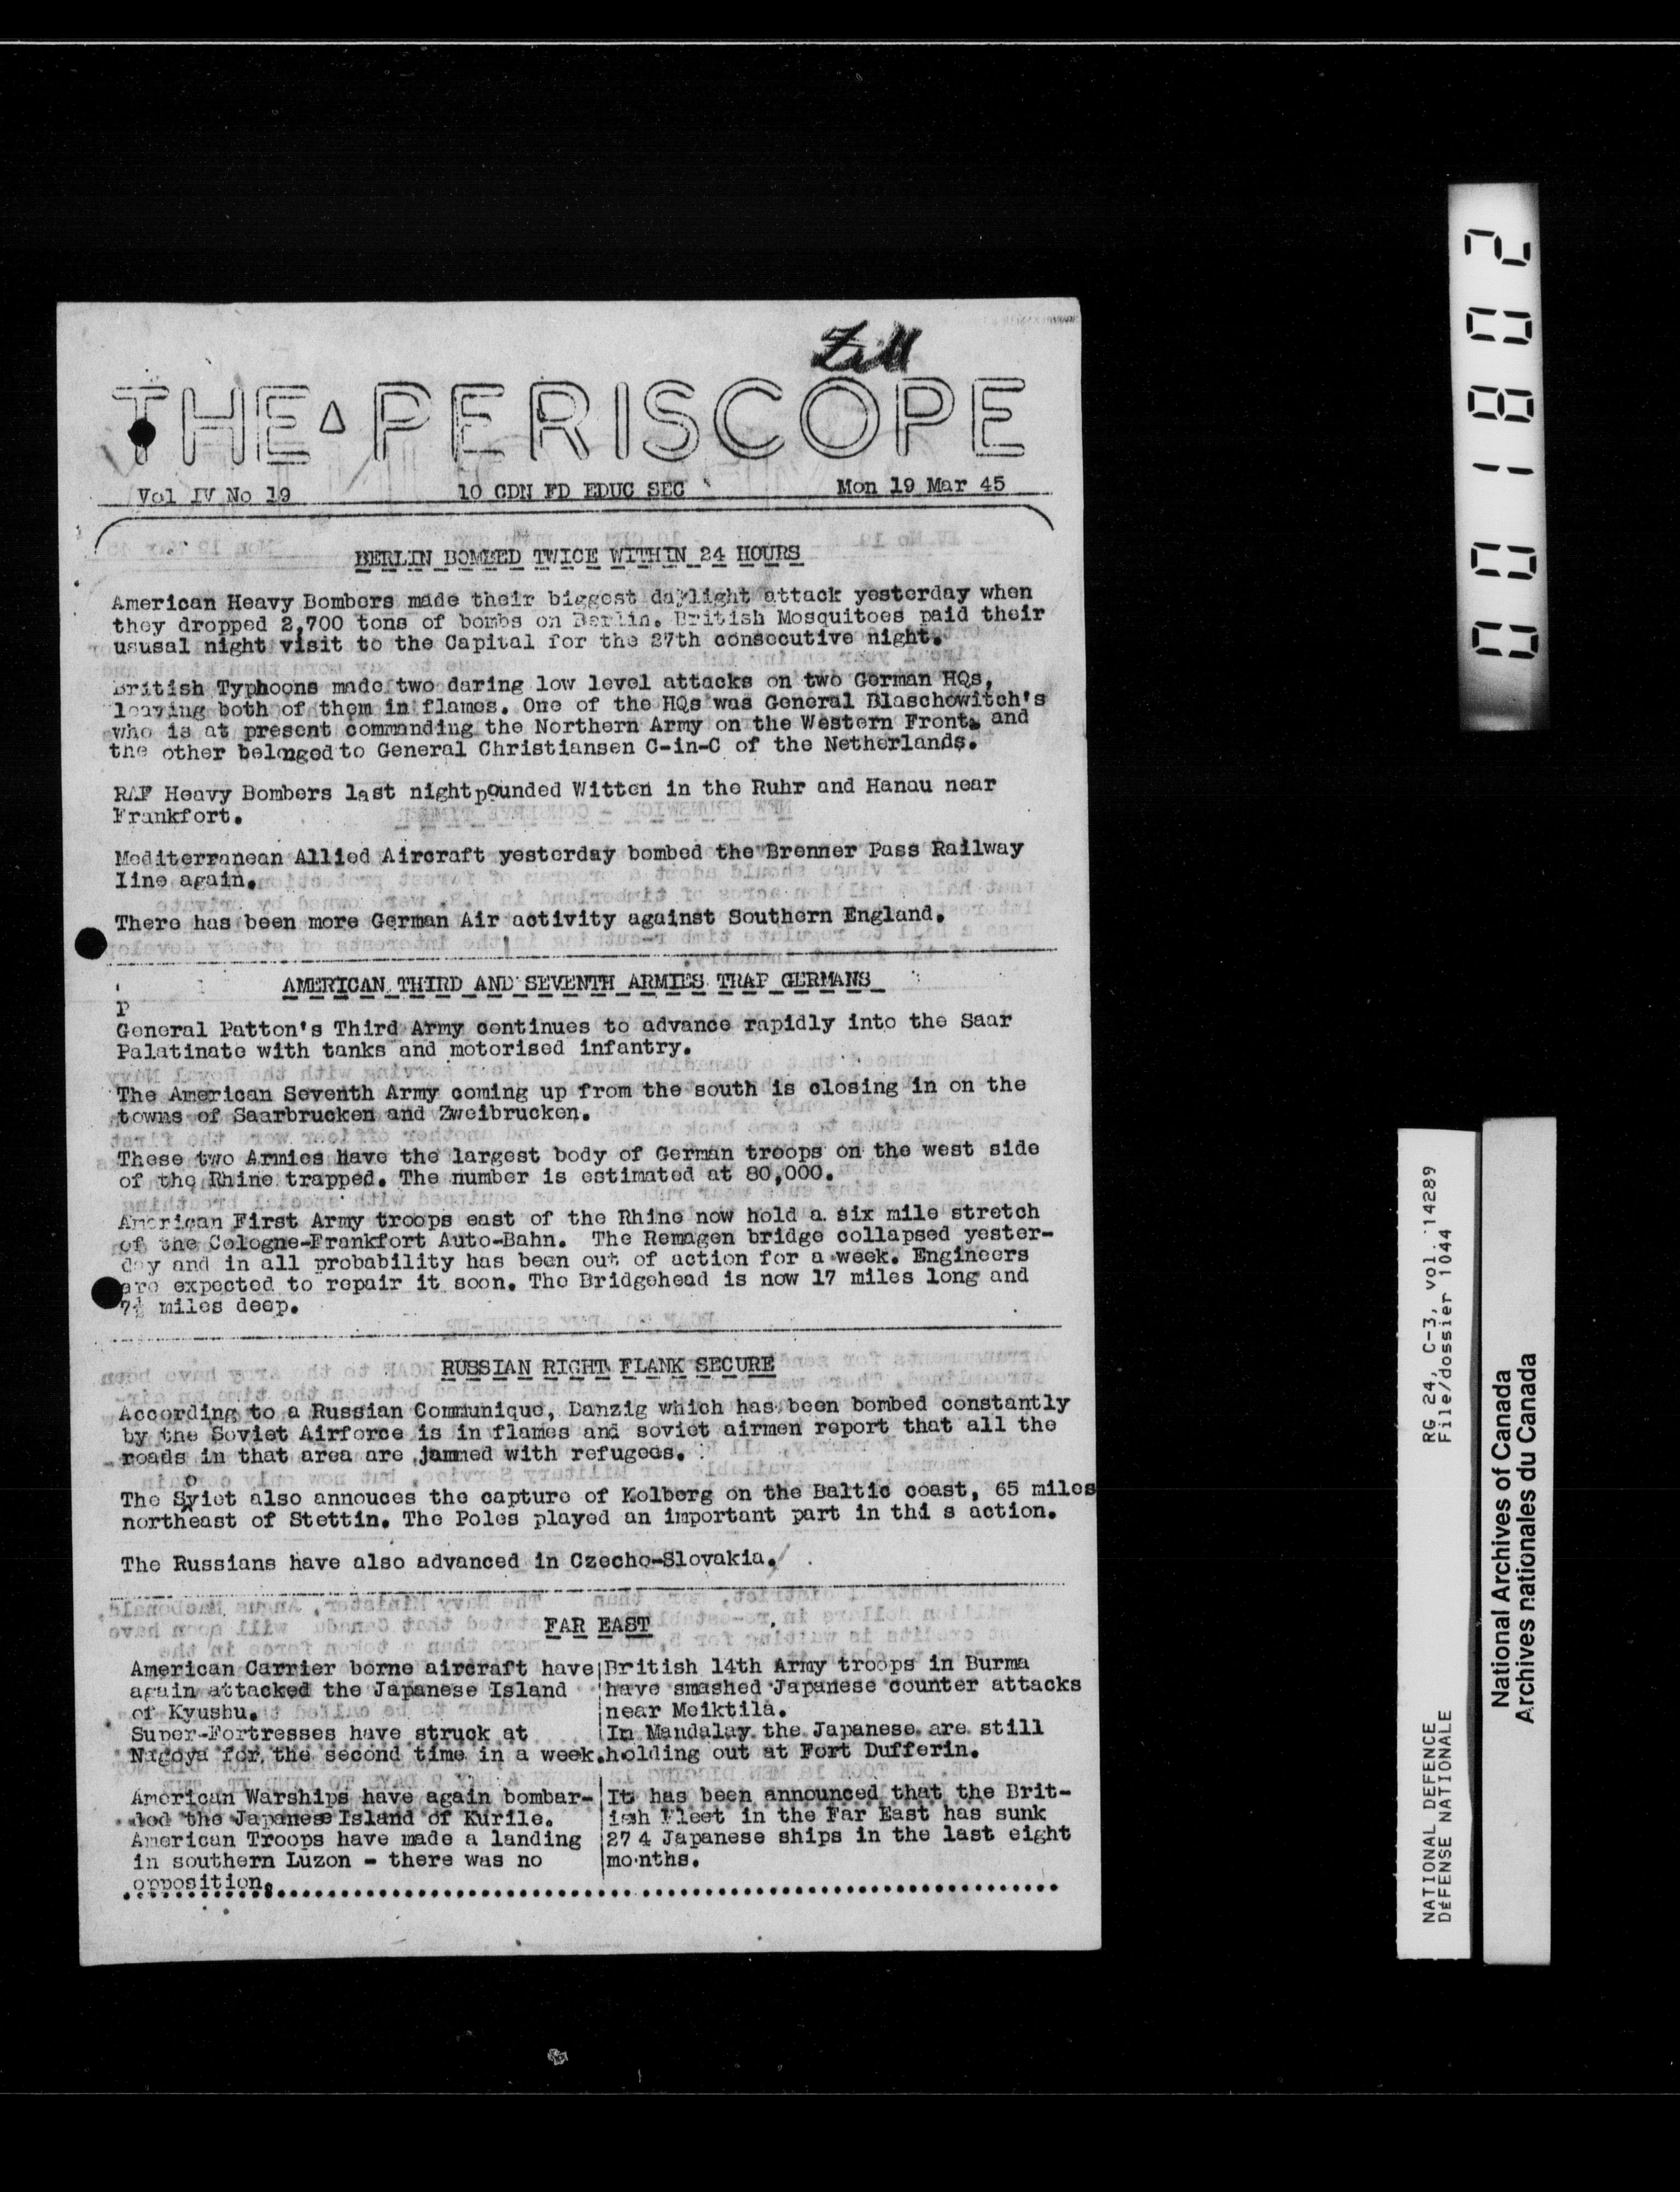 THE PERISCOPE
Vol IV No 19 10 CDN FD EDUC SEC Mon 19 Mar 45
BERLIN BOMBED TWICE WITHIN 24 HOURS
American Heavy Bombers made their biggest daylight attack yesterday when
they dropped 2,700 tons of bombs on Berlin. British Mosquitoes paid their
ususal night visit to the Capital for the 27th consecutive night.
British Typhoons made two daring low level attacks on two German HQs,
leaving both of them in flames. One of the HQs was General Blaschowitch's
who is at present commanding the Northern Army on the Western Front. and
the other belonged to General Christiansen C-in-C of the Netherlands.
RAF Heavy Bombers last night pounded Witten in the Ruhr and Hanau near
Frankfort.
Mediterranean Allied Aircraft yesterday bombed the Brenner Pass Railway
line again.
There has been more German Air activity against Southern England.
AMERICAN THIRD AND SEVENTH ARMIES TRAP GERMANS
P
General Patton's Third Army continues to advance rapidly into the Saar
Palatinate with tanks and motorised infantry.
The American Seventh Army coming up from the south is closing in on the
towns of Saarbrucken and Zweibrucken.
These two Armies have the largest body of German troops on the west side
of the Rhine trapped. The number is estimated at 80,000.
American First Army troops east of the Rhine now hold a six mile stretch
of the Cologne-Frankfort Auto-Bahn. The Remagen bridge collapsed yester-
day and in all probability has been out of action for a week. Engineers
are expected to repair it soon. The Bridgehead is now 17 miles long and
7½ miles deep.
RUSSIAN RIGHT FLANK SECURE
According to a Russian Communique, Danzig which has been bombed constantly
by the Soviet Airforce is in flames and soviet airmen report that all the
roads in that area are jammed with refugees.
The Soviet also annouces the capture of Kolberg on the Baltic coast, 65 miles
northeast of Stettin. The Poles played an important part in thi s action.
The Russians have also advanced in Czecho-Slovakia.
FAR EAST
American Carrier borne aircraft have
again attacked the Japanese Island
of Kyushu.
Super-Fortresses have struck at
Nagoya for the second time in a week.
American Warships have again bombar-
ded the Japanese Island of Kurile.
American Troops have made a landing
in southern Luzon - there was no
opposition.
British 14th Army troops in Burma
have smashed Japanese counter attacks
near Meiktila.
In Mandalay the Japanese are still
holding out at Fort Dufferin.
It has been announced that the Brit-
ish Fleet in the Far East has sunk
274 Japanese ships in the last eight
months.
001802
RG 24, C-3, vol. 14289
File/dossier 1044
NATIONAL DEFENCE
DÉFENSE NATIONALE
National Archives of Canada
Archives nationales du Canada